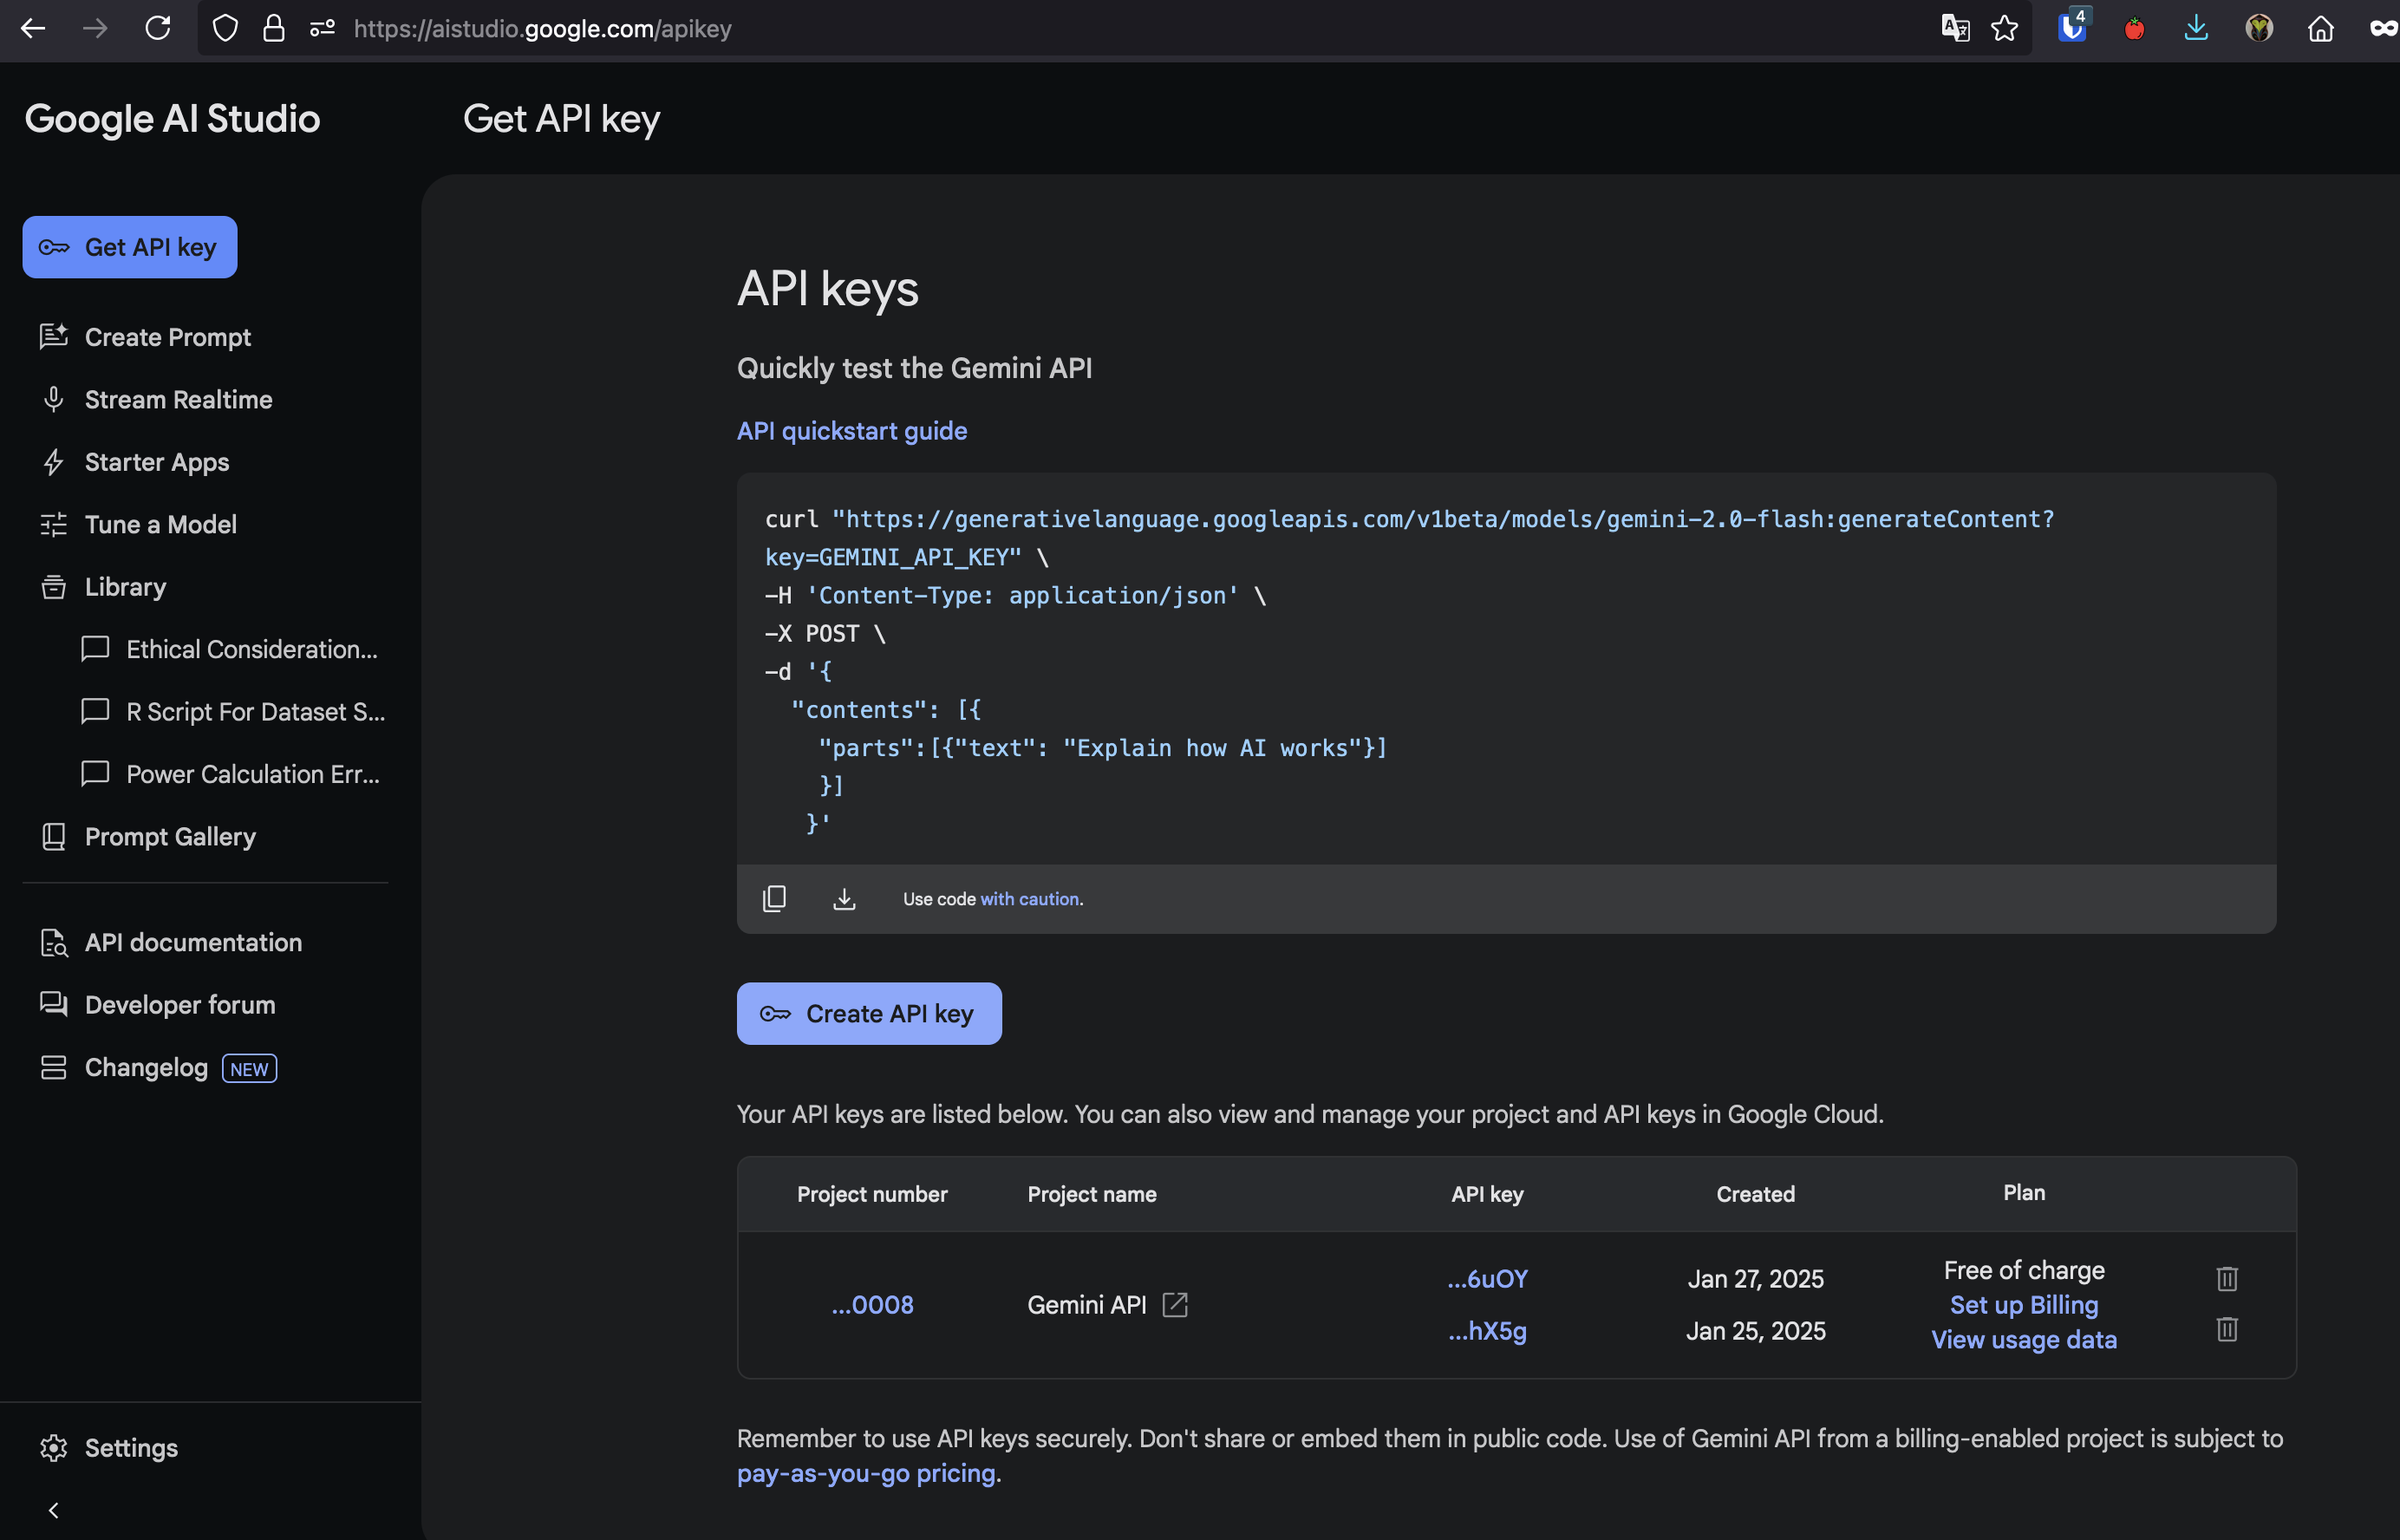 https://aistudio.google.com/apikey
4
Google AI Studio
Get API key
Get API key
Create Prompt
Stream Realtime
Starter Apps
Tune a Model
Library
Ethical Consideration...
R Script For Dataset S...
Power Calculation Err...
Prompt Gallery
API documentation
Developer forum
Changelog NEW
Settings
API keys
Quickly test the Gemini API
API quickstart guide
curl "https://generativelanguage.googleapis.com/v1beta/models/gemini-2.0-flash:generateContent?
key=GEMINI_API_KEY" \
-H 'Content-Type: application/json' \
-X POST \
-d '{
"contents": [{
"parts":[{"text": "Explain how AI works"}]
}]
}'
Use code with caution.
Create API key
Your API keys are listed below. You can also view and manage your project and API keys in Google Cloud.
Project number Project name API key Created Plan
...0008 Gemini API
...6uOY Jan 27, 2025
...hX5g Jan 25, 2025
Free of charge
Set up Billing
View usage data
Remember to use API keys securely. Don't share or embed them in public code. Use of Gemini API from a billing-enabled project is subject to
pay-as-you-go pricing.